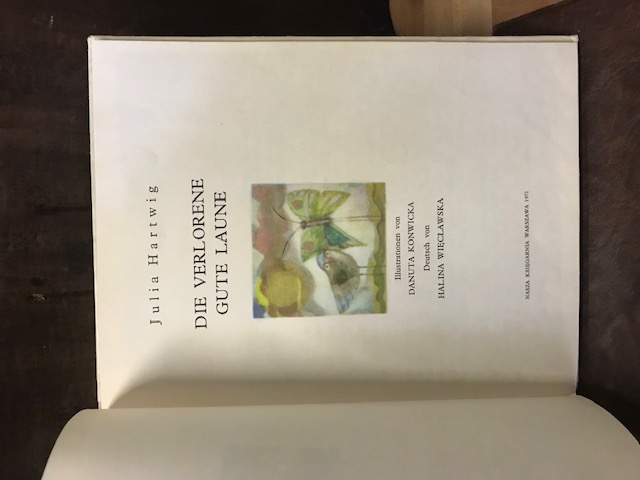 Julia Hartwig
DIE VERLORENE
GUTE LAUNE
Illustrationen von
DANUTA KONWICKA
Deutsch von
HALINA WIĘCŁAWSKA
NASZA KSIĘGARNIA WARSZAWA 1971